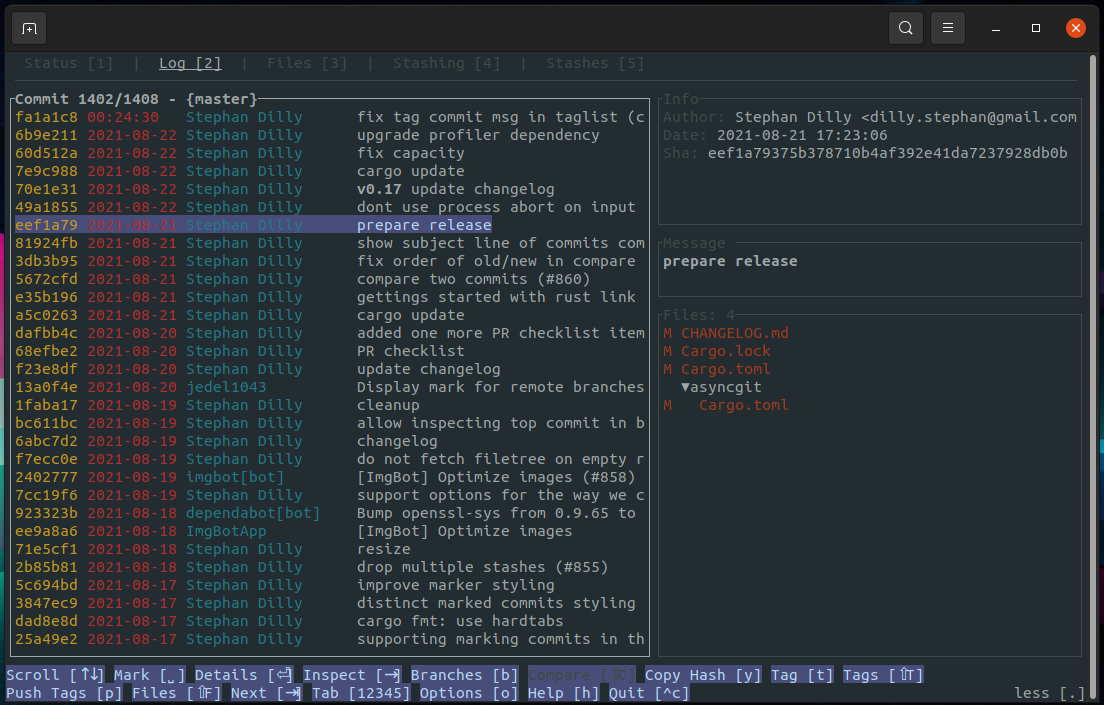 Status [1] | Log [2] | Files [3] | Stashing [4] | Stashes [5]
Commit 1402/1408 - {master}
fa1a1c8 00:24:30 Stephan Dilly fix tag commit msg in taglist (c
6b9e211 2021-08-22 Stephan Dilly upgrade profiler dependency
60d512a 2021-08-22 Stephan Dilly fix capacity
7e9c988 2021-08-22 Stephan Dilly cargo update
70e1e31 2021-08-22 Stephan Dilly v0.17 update changelog
49a1855 2021-08-22 Stephan Dilly dont use process abort on input
eef1a79 2021-08-21 Stephan Dilly prepare release
81924fb 2021-08-21 Stephan Dilly show subject line of commits com
3db3b95 2021-08-21 Stephan Dilly fix order of old/new in compare
5672cfd 2021-08-21 Stephan Dilly compare two commits (#860)
e35b196 2021-08-21 Stephan Dilly gettings started with rust link
a5c0263 2021-08-21 Stephan Dilly cargo update
dafbb4c 2021-08-20 Stephan Dilly added one more PR checklist item
68efbe2 2021-08-20 Stephan Dilly PR checklist
f23e8df 2021-08-20 Stephan Dilly update changelog
13a0f4e 2021-08-20 jedel1043 Display mark for remote branches
1faba17 2021-08-19 Stephan Dilly cleanup
bc611bc 2021-08-19 Stephan Dilly allow inspecting top commit in b
6abc7d2 2021-08-19 Stephan Dilly changelog
f7ecc0e 2021-08-19 Stephan Dilly do not fetch filetree on empty r
2402777 2021-08-19 imgbot[bot] [ImgBot] Optimize images (#858)
7cc19f6 2021-08-19 Stephan Dilly support options for the way we c
923323b 2021-08-18 dependabot[bot] Bump openssl-sys from 0.9.65 to
ee9a8a6 2021-08-18 ImgBotApp [ImgBot] Optimize images
71e5cf1 2021-08-18 Stephan Dilly resize
2b85b81 2021-08-18 Stephan Dilly drop multiple stashes (#855)
5c694bd 2021-08-17 Stephan Dilly improve marker styling
3847ec9 2021-08-17 Stephan Dilly distinct marked commits styling
dad8e8d 2021-08-17 Stephan Dilly cargo fmt: use hardtabs
25a49e2 2021-08-17 Stephan Dilly supporting marking commits in th
Info
Author: Stephan Dilly <dilly.stephan@gmail.com
Date: 2021-08-21 17:23:06
Sha: eef1a79375b378710b4af392e41da7237928db0b
Message
prepare release
Files: 4
M CHANGELOG.md
M Cargo.lock
M Cargo.toml
▼asyncgit
M Cargo.toml
Scroll [↑↓] Mark [␣] Details [⏎] Inspect [→] Branches [b] Compare [⇧C] Copy Hash [y] Tag [t] Tags [⇧T]
Push Tags [p] Files [⇧F] Next [⇥] Tab [12345] Options [o] Help [h] Quit [^c] less [.]